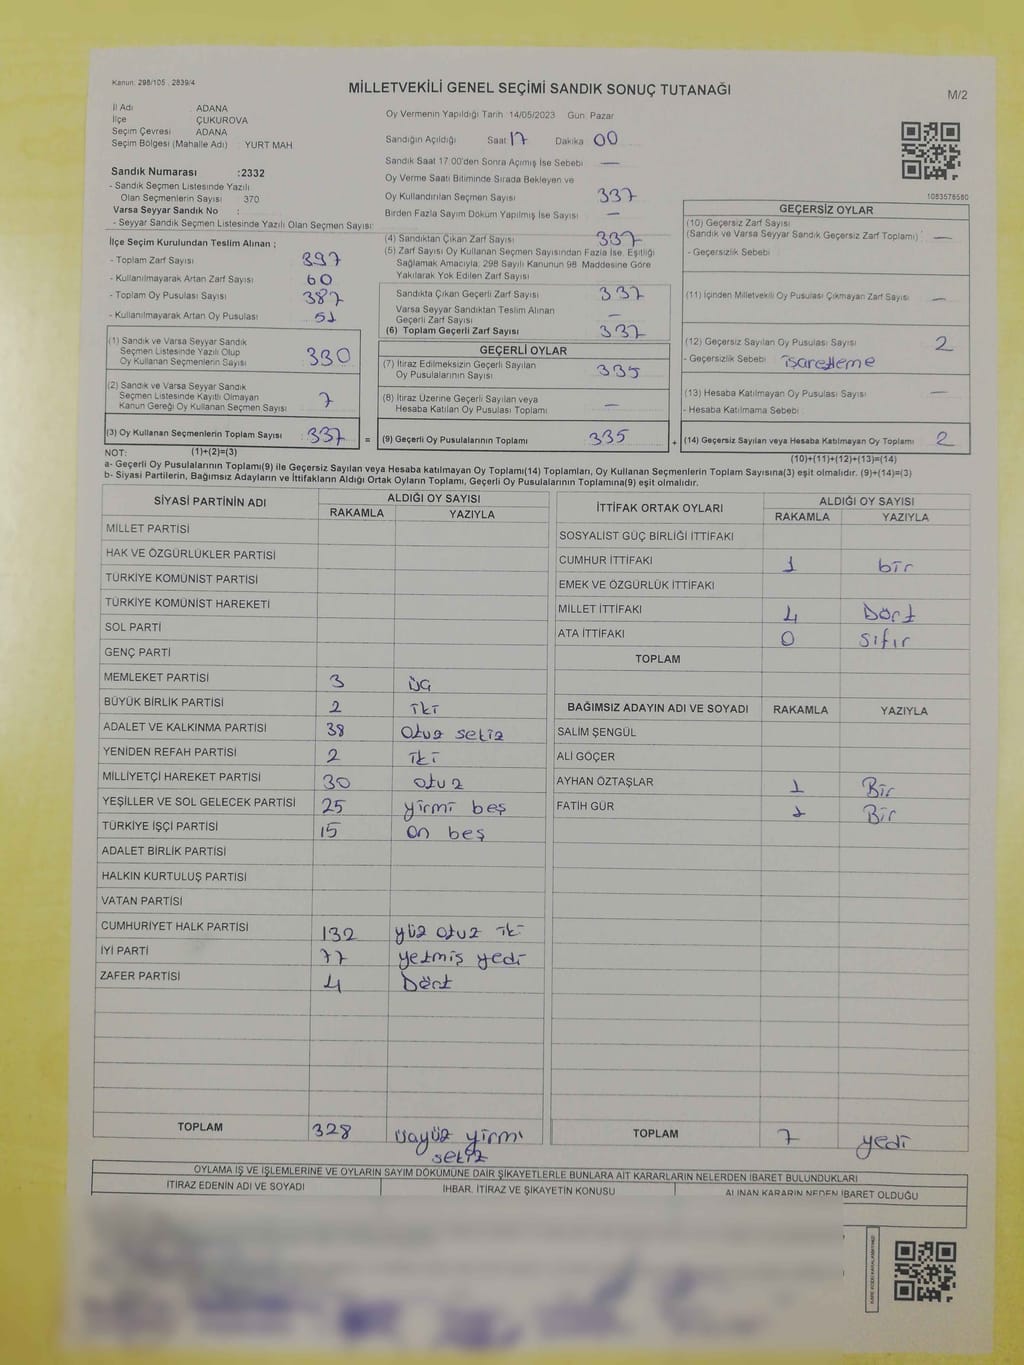 Kanun: 298/105 , 2839/4
MİLLETVEKİLİ GENEL SEÇİMİ SANDIK SONUÇ TUTANAĞI
M/2
İl Adı ADANA
İlçe ÇUKUROVA
Seçim Çevresi ADANA
Seçim Bölgesi (Mahalle Adı) YURT MAH
Sandık Numarası :2332
- Sandık Seçmen Listesinde Yazılı
Olan Seçmenlerin Sayısı 370
Varsa Seyyar Sandık No :
- Seyyar Sandık Seçmen Listesinde Yazılı Olan Seçmen Sayısı:
Oy Vermenin Yapıldığı Tarih 14/05/2023 Gün: Pazar
Sandığın Açıldığı Saat 17 Dakika 00
Sandık Saat 17.00'den Sonra Açılmış İse Sebebi —
Oy Verme Saati Bitiminde Sırada Bekleyen ve
Oy Kullandırılan Seçmen Sayısı 337
Birden Fazla Sayım Döküm Yapılmış İse Sayısı —
1083578580
İlçe Seçim Kurulundan Teslim Alınan ;
- Toplam Zarf Sayısı 397
- Kullanılmayarak Artan Zarf Sayısı 60
- Toplam Oy Pusulası Sayısı 387
- Kullanılmayarak Artan Oy Pusulası 51
(1) Sandık ve Varsa Seyyar Sandık
Seçmen Listesinde Yazılı Olup
Oy Kullanan Seçmenlerin Sayısı 330
(2) Sandık ve Varsa Seyyar Sandık
Seçmen Listesinde Kayıtlı Olmayan
Kanun Gereği Oy Kullanan Seçmen Sayısı 7
(3) Oy Kullanan Seçmenlerin Toplam Sayısı 337
(4) Sandıktan Çıkan Zarf Sayısı 337
(5) Zarf Sayısı Oy Kullanan Seçmen Sayısından Fazla İse, Eşitliği
Sağlamak Amacıyla; 298 Sayılı Kanunun 98. Maddesine Göre
Yakılarak Yok Edilen Zarf Sayısı
Sandıkta Çıkan Geçerli Zarf Sayısı 337
Varsa Seyyar Sandıktan Teslim Alınan
Geçerli Zarf Sayısı —
(6) Toplam Geçerli Zarf Sayısı 337
GEÇERLİ OYLAR
(7) İtiraz Edilmeksizin Geçerli Sayılan
Oy Pusulalarının Sayısı 335
(8) İtiraz Üzerine Geçerli Sayılan veya
Hesaba Katılan Oy Pusulası Toplamı —
= (9) Geçerli Oy Pusulalarının Toplamı 335 +
GEÇERSİZ OYLAR
(10) Geçersiz Zarf Sayısı
(Sandık ve Varsa Seyyar Sandık Geçersiz Zarf Toplamı) —
- Geçersizlik Sebebi
(11) İçinden Milletvekili Oy Pusulası Çıkmayan Zarf Sayısı —
(12) Geçersiz Sayılan Oy Pusulası Sayısı 2
- Geçersizlik Sebebi işaretleme
(13) Hesaba Katılmayan Oy Pusulası Sayısı —
- Hesaba Katılmama Sebebi
(14) Geçersiz Sayılan veya Hesaba Katılmayan Oy Toplamı 2
NOT: (1)+(2)=(3) (10)+(11)+(12)+(13)=(14)
a- Geçerli Oy Pusulalarının Toplamı(9) ile Geçersiz Sayılan veya Hesaba katılmayan Oy Toplamı(14) Toplamları, Oy Kullanan Seçmenlerin Toplam Sayısına(3) eşit olmalıdır. (9)+(14)=(3)
b- Siyasi Partilerin, Bağımsız Adayların ve İttifakların Aldığı Ortak Oyların Toplamı, Geçerli Oy Pusulalarının Toplamına(9) eşit olmalıdır.
SİYASİ PARTİNİN ADI ALDIĞI OY SAYISI
RAKAMLA YAZIYLA
MİLLET PARTİSİ
HAK VE ÖZGÜRLÜKLER PARTİSİ
TÜRKİYE KOMÜNİST PARTİSİ
TÜRKİYE KOMÜNİST HAREKETİ
SOL PARTİ
GENÇ PARTİ
MEMLEKET PARTİSİ 3 üç
BÜYÜK BİRLİK PARTİSİ 2 iki
ADALET VE KALKINMA PARTİSİ 38 otuz sekiz
YENİDEN REFAH PARTİSİ 2 iki
MİLLİYETÇİ HAREKET PARTİSİ 30 otuz
YEŞİLLER VE SOL GELECEK PARTİSİ 25 yirmi beş
TÜRKİYE İŞÇİ PARTİSİ 15 on beş
ADALET BİRLİK PARTİSİ
HALKIN KURTULUŞ PARTİSİ
VATAN PARTİSİ
CUMHURİYET HALK PARTİSİ 132 yüz otuz iki
İYİ PARTİ 77 yetmiş yedi
ZAFER PARTİSİ 4 Dört
TOPLAM 328 üçyüz yirmi
sekiz
İTTİFAK ORTAK OYLARI ALDIĞI OY SAYISI
RAKAMLA YAZIYLA
SOSYALİST GÜÇ BİRLİĞİ İTTİFAKI
CUMHUR İTTİFAKI 1 bir
EMEK VE ÖZGÜRLÜK İTTİFAKI
MİLLET İTTİFAKI 4 Dört
ATA İTTİFAKI 0 sıfır
TOPLAM
BAĞIMSIZ ADAYIN ADI VE SOYADI RAKAMLA YAZIYLA
SALİM ŞENGÜL
ALİ GÖÇER
AYHAN ÖZTAŞLAR 1 Bir
FATİH GÜR 1 Bir
TOPLAM 7 yedi
OYLAMA İŞ VE İŞLEMLERİNE VE OYLARIN SAYIM DÖKÜMÜNE DAİR ŞİKAYETLERLE BUNLARA AİT KARARLARIN NELERDEN İBARET BULUNDUKLARI
İTİRAZ EDENİN ADI VE SOYADI İHBAR, İTİRAZ VE ŞİKAYETİN KONUSU ALINAN KARARIN NEDEN İBARET OLDUĞU